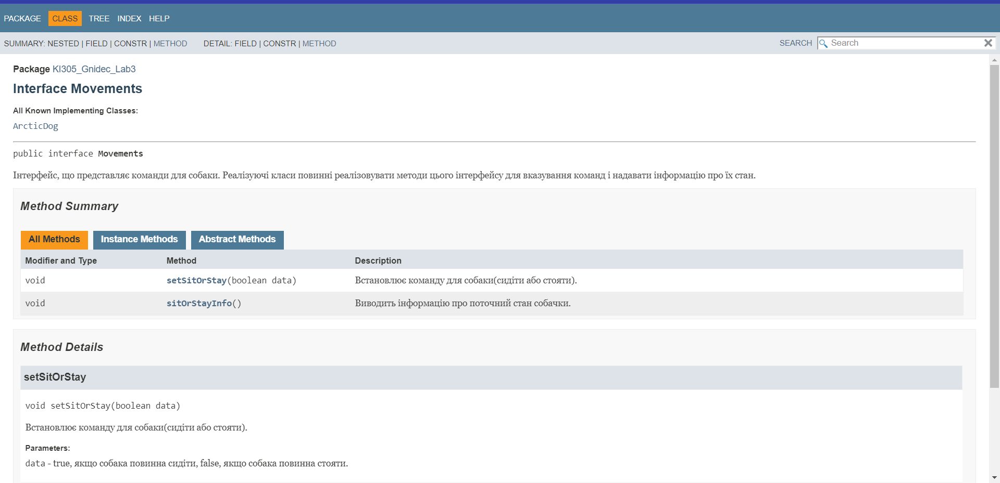 PACKAGE CLASS TREE INDEX HELP
SUMMARY: NESTED | FIELD | CONSTR | METHOD DETAIL: FIELD | CONSTR | METHOD SEARCH Search
Package KI305_Gnidec_Lab3
Interface Movements
All Known Implementing Classes:
ArcticDog
public interface Movements
Інтерфейс, що представляє команди для собаки. Реалізуючі класи повинні реалізовувати методи цього інтерфейсу для вказування команд і надавати інформацію про їх стан.
Method Summary
All Methods Instance Methods Abstract Methods
Modifier and Type Method Description
void setSitOrStay(boolean data) Встановлює команду для собаки(сидіти або стояти).
void sitOrStayInfo() Виводить інформацію про поточний стан собачки.
Method Details
setSitOrStay
void setSitOrStay(boolean data)
Встановлює команду для собаки(сидіти або стояти).
Parameters:
data - true, якщо собака повинна сидіти, false, якщо собака повинна стояти.